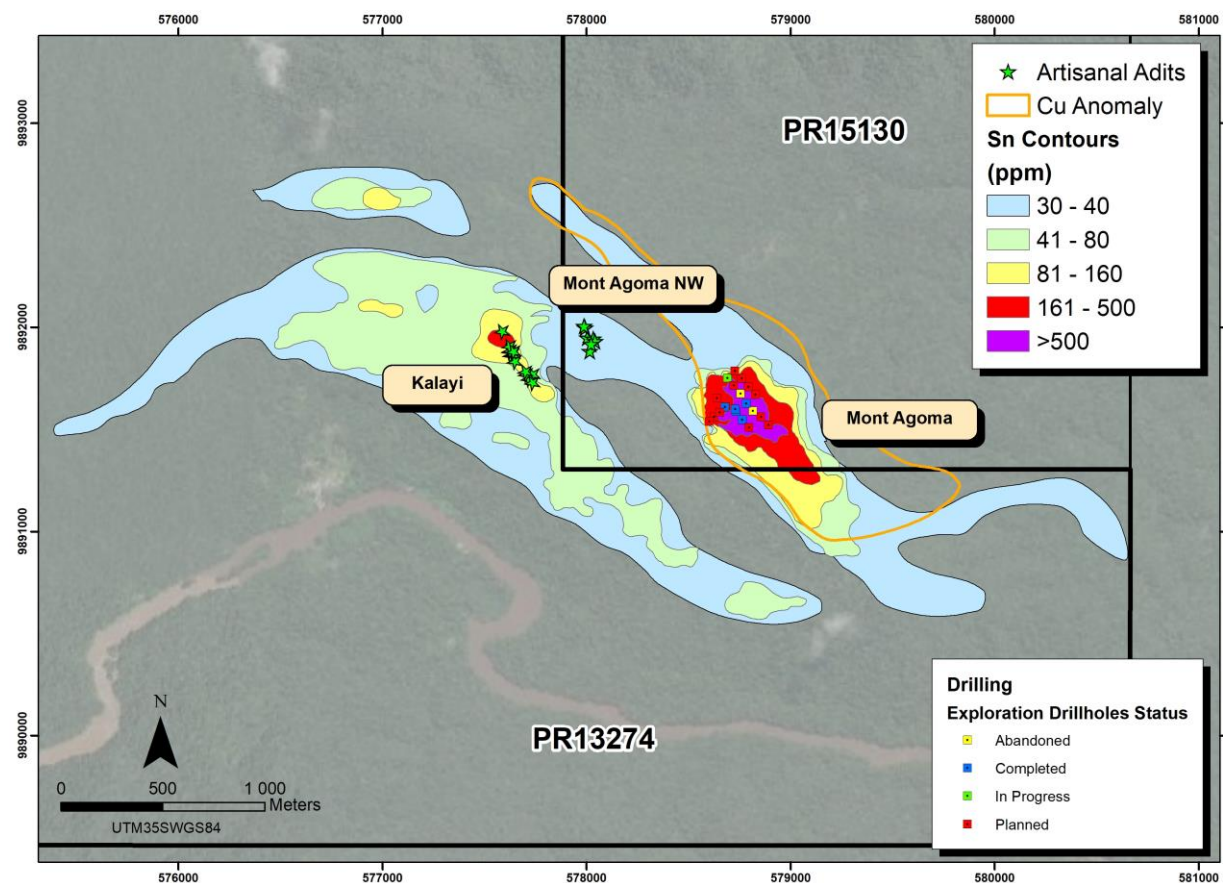 576000 577000 578000 579000 580000 581000
9893000
9892000
9891000
9890000
PR15130
Artisanal Adits
Cu Anomaly
Sn Contours
(ppm)
30 - 40
41 - 80
81 - 160
161 - 500
>500
Mont Agoma NW
Kalayi
Mont Agoma
PR13274
N
0 500 1 000
Meters
UTM35SWGS84
Drilling
Exploration Drillholes Status
Abandoned
Completed
In Progress
Planned
576000 577000 578000 579000 580000 581000